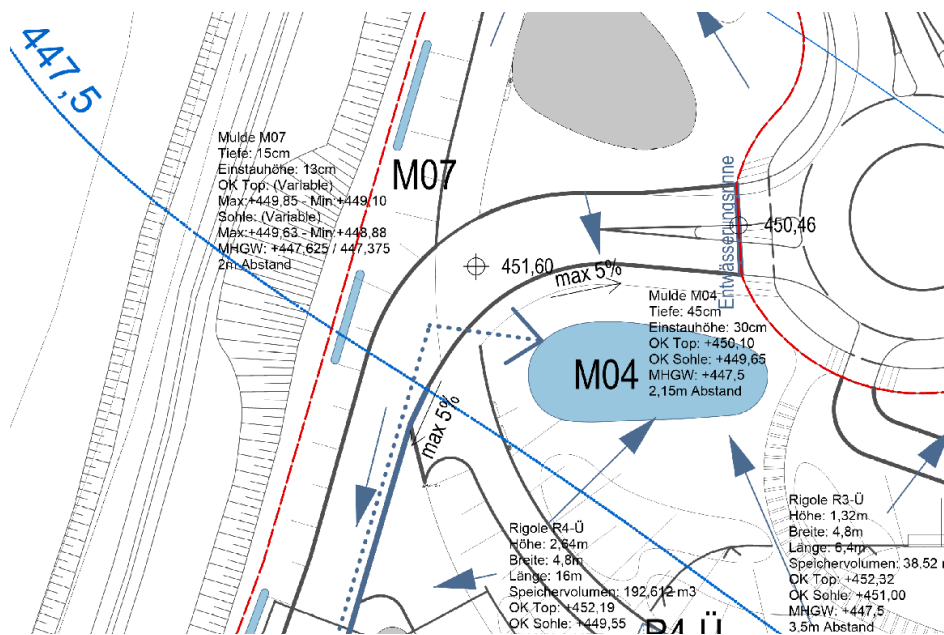 447,5
Mulde M07
Tiefe: 15cm
Einstauhöhe: 13cm
OK Top: (Variable)
Max:+449,85 - Min:+449,10
Sohle: (Variable)
Max:+449,63 - Min:+448,88
MHGW: +447,625 / 447,375
2m Abstand
M07
Entwässerungsrinne
450,46
451,60
max 5%
Mulde M04
Tiefe: 45cm
Einstauhöhe: 30cm
OK Top: +450,10
OK Sohle: +449,65
MHGW: +447,5
2,15m Abstand
M04
max 5%
Rigole R4-Ü
Höhe: 2,64m
Breite: 4,8m
Länge: 16m
Speichervolumen: 192,612 m3
OK Top: +452,19
OK Sohle: +449,55
R4-Ü
Rigole R3-Ü
Höhe: 1,32m
Breite: 4,8m
Länge: 6,4m
Speichervolumen: 38,52
OK Top: +452,32
OK Sohle: +451,00
MHGW: +447,5
3,5m Abstand